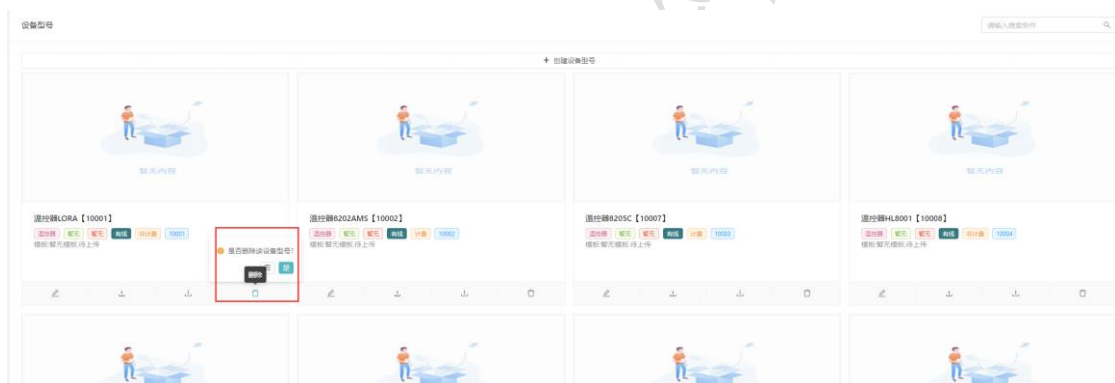 设备型号
请输入搜索条件
+ 创建设备型号
暂无内容
暂无内容
暂无内容
暂无内容
温控器LORA【10001】
温控器 暂无 暂无 有线 非计量 10001
模板:暂无模板,待上传
是否删除该设备型号?
否 是
删除
温控器8202AMS【10002】
温控器 暂无 暂无 有线 计量 10002
模板:暂无模板,待上传
温控器8205C【10007】
温控器 暂无 暂无 有线 计量 10003
模板:暂无模板,待上传
温控器HL8001【10008】
温控器 暂无 暂无 有线 非计量 10004
模板:暂无模板,待上传